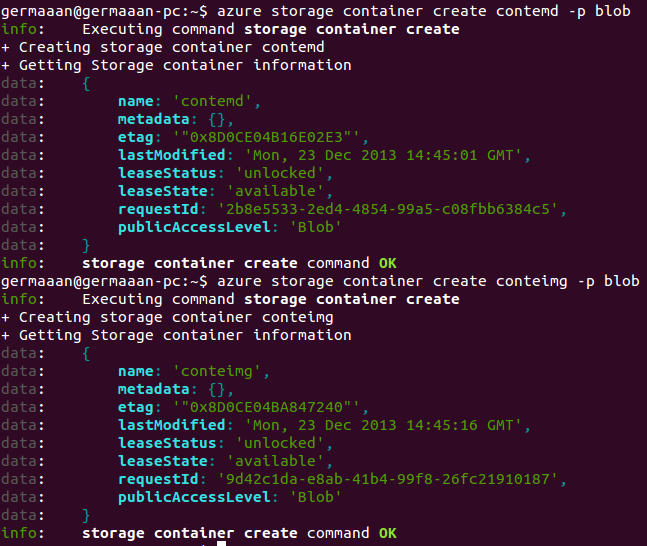 germaaan@germaaan-pc:~$ azure storage container create contemd -p blob
info:    Executing command storage container create
+ Creating storage container contemd
+ Getting Storage container information
data:    {
data:        name: 'contemd',
data:        metadata: {},
data:        etag: '"0x8D0CE04B16E02E3"',
data:        lastModified: 'Mon, 23 Dec 2013 14:45:01 GMT',
data:        leaseStatus: 'unlocked',
data:        leaseState: 'available',
data:        requestId: '2b8e5533-2ed4-4854-99a5-c08fbb6384c5',
data:        publicAccessLevel: 'Blob'
data:    }
info:    storage container create command OK
germaaan@germaaan-pc:~$ azure storage container create conteimg -p blob
info:    Executing command storage container create
+ Creating storage container conteimg
+ Getting Storage container information
data:    {
data:        name: 'conteimg',
data:        metadata: {},
data:        etag: '"0x8D0CE04BA847240"',
data:        lastModified: 'Mon, 23 Dec 2013 14:45:16 GMT',
data:        leaseStatus: 'unlocked',
data:        leaseState: 'available',
data:        requestId: '9d42c1da-e8ab-41b4-99f8-26fc21910187',
data:        publicAccessLevel: 'Blob'
data:    }
info:    storage container create command OK